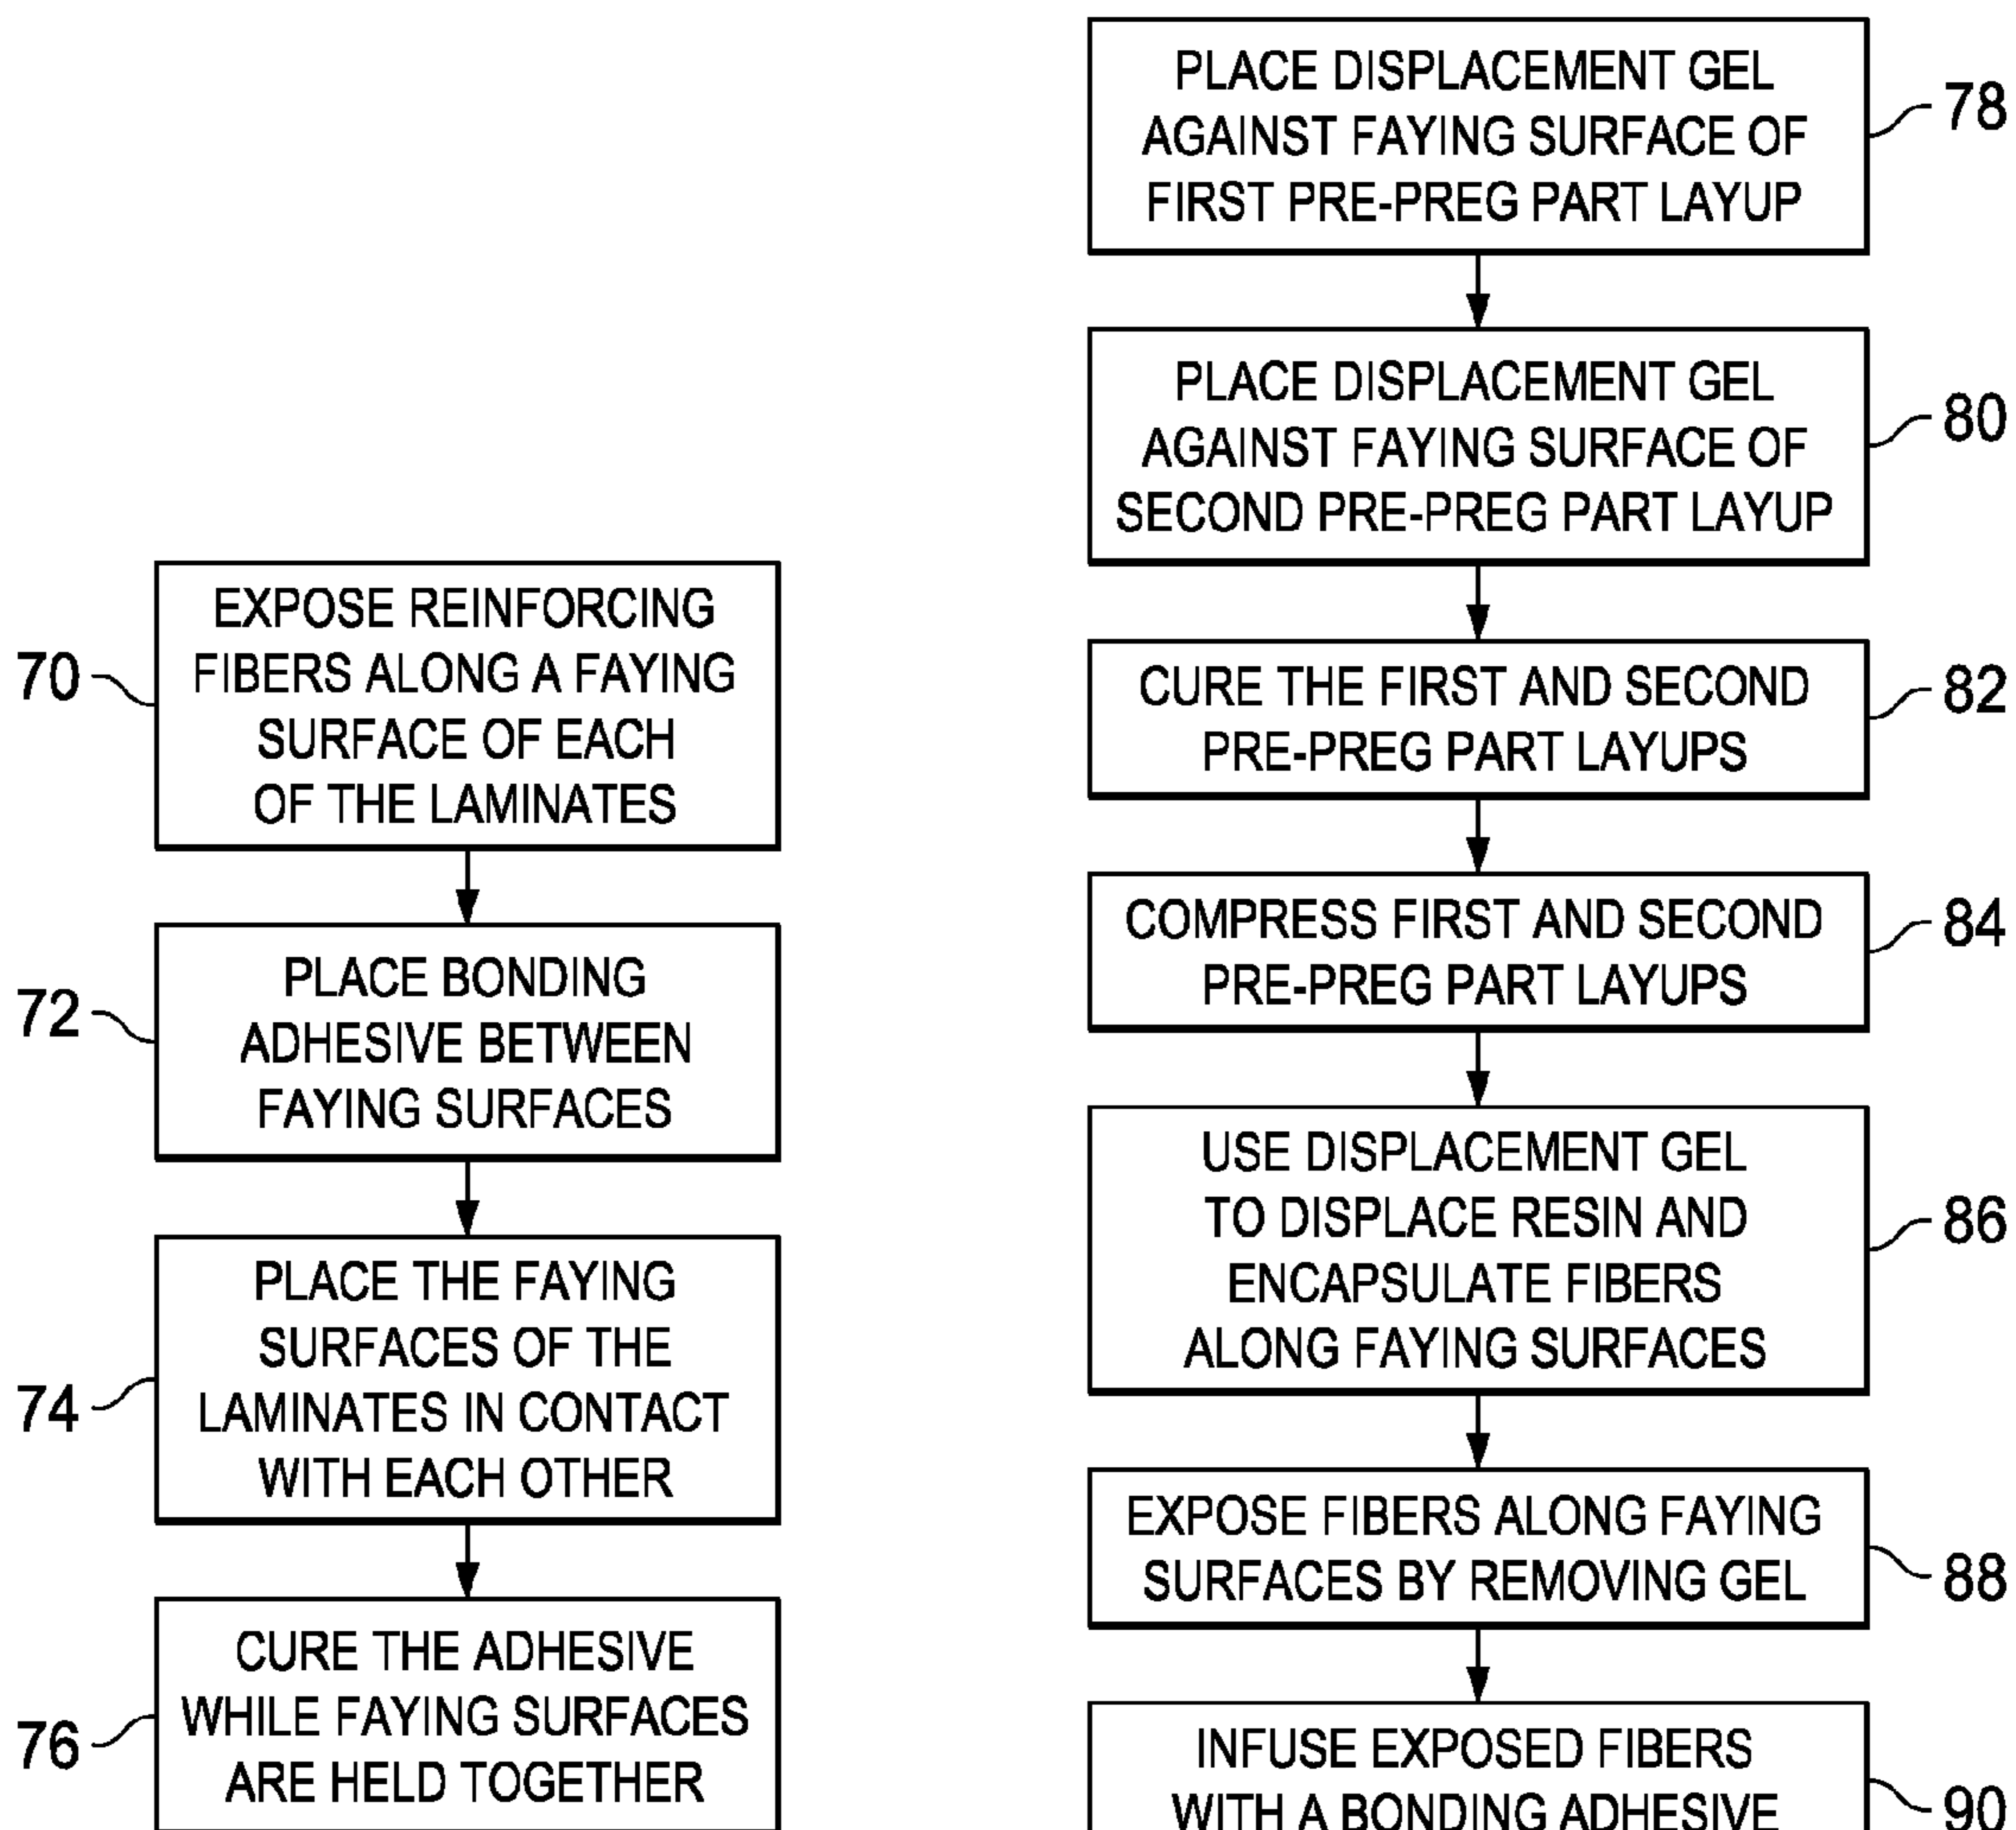 70
EXPOSE REINFORCING
FIBERS ALONG A FAYING
SURFACE OF EACH
OF THE LAMINATES
72
PLACE BONDING
ADHESIVE BETWEEN
FAYING SURFACES
74
PLACE THE FAYING
SURFACES OF THE
LAMINATES IN CONTACT
WITH EACH OTHER
76
CURE THE ADHESIVE
WHILE FAYING SURFACES
ARE HELD TOGETHER
PLACE DISPLACEMENT GEL
AGAINST FAYING SURFACE OF
FIRST PRE-PREG PART LAYUP
78
PLACE DISPLACEMENT GEL
AGAINST FAYING SURFACE OF
SECOND PRE-PREG PART LAYUP
80
CURE THE FIRST AND SECOND
PRE-PREG PART LAYUPS
82
COMPRESS FIRST AND SECOND
PRE-PREG PART LAYUPS
84
USE DISPLACEMENT GEL
TO DISPLACE RESIN AND
ENCAPSULATE FIBERS
ALONG FAYING SURFACES
86
EXPOSE FIBERS ALONG FAYING
SURFACES BY REMOVING GEL
88
INFUSE EXPOSED FIBERS
WITH A BONDING ADHESIVE
90